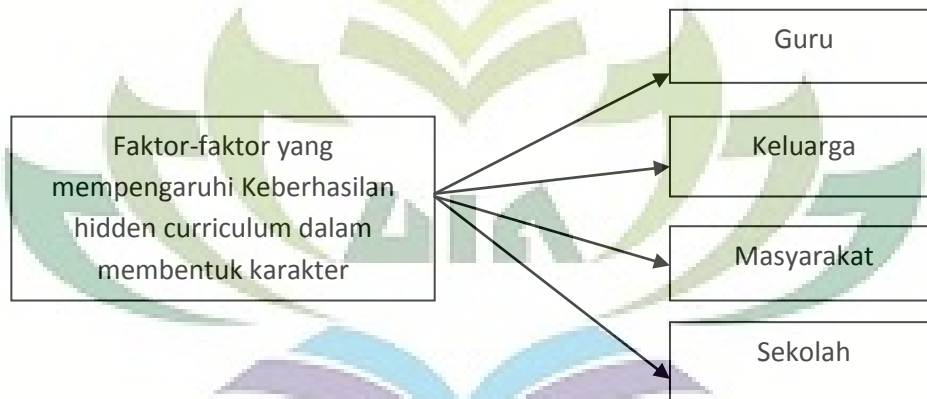 Guru
Faktor-faktor yang
mempengaruhi Keberhasilan
hidden curriculum dalam
membentuk karakter
Keluarga
Masyarakat
Sekolah